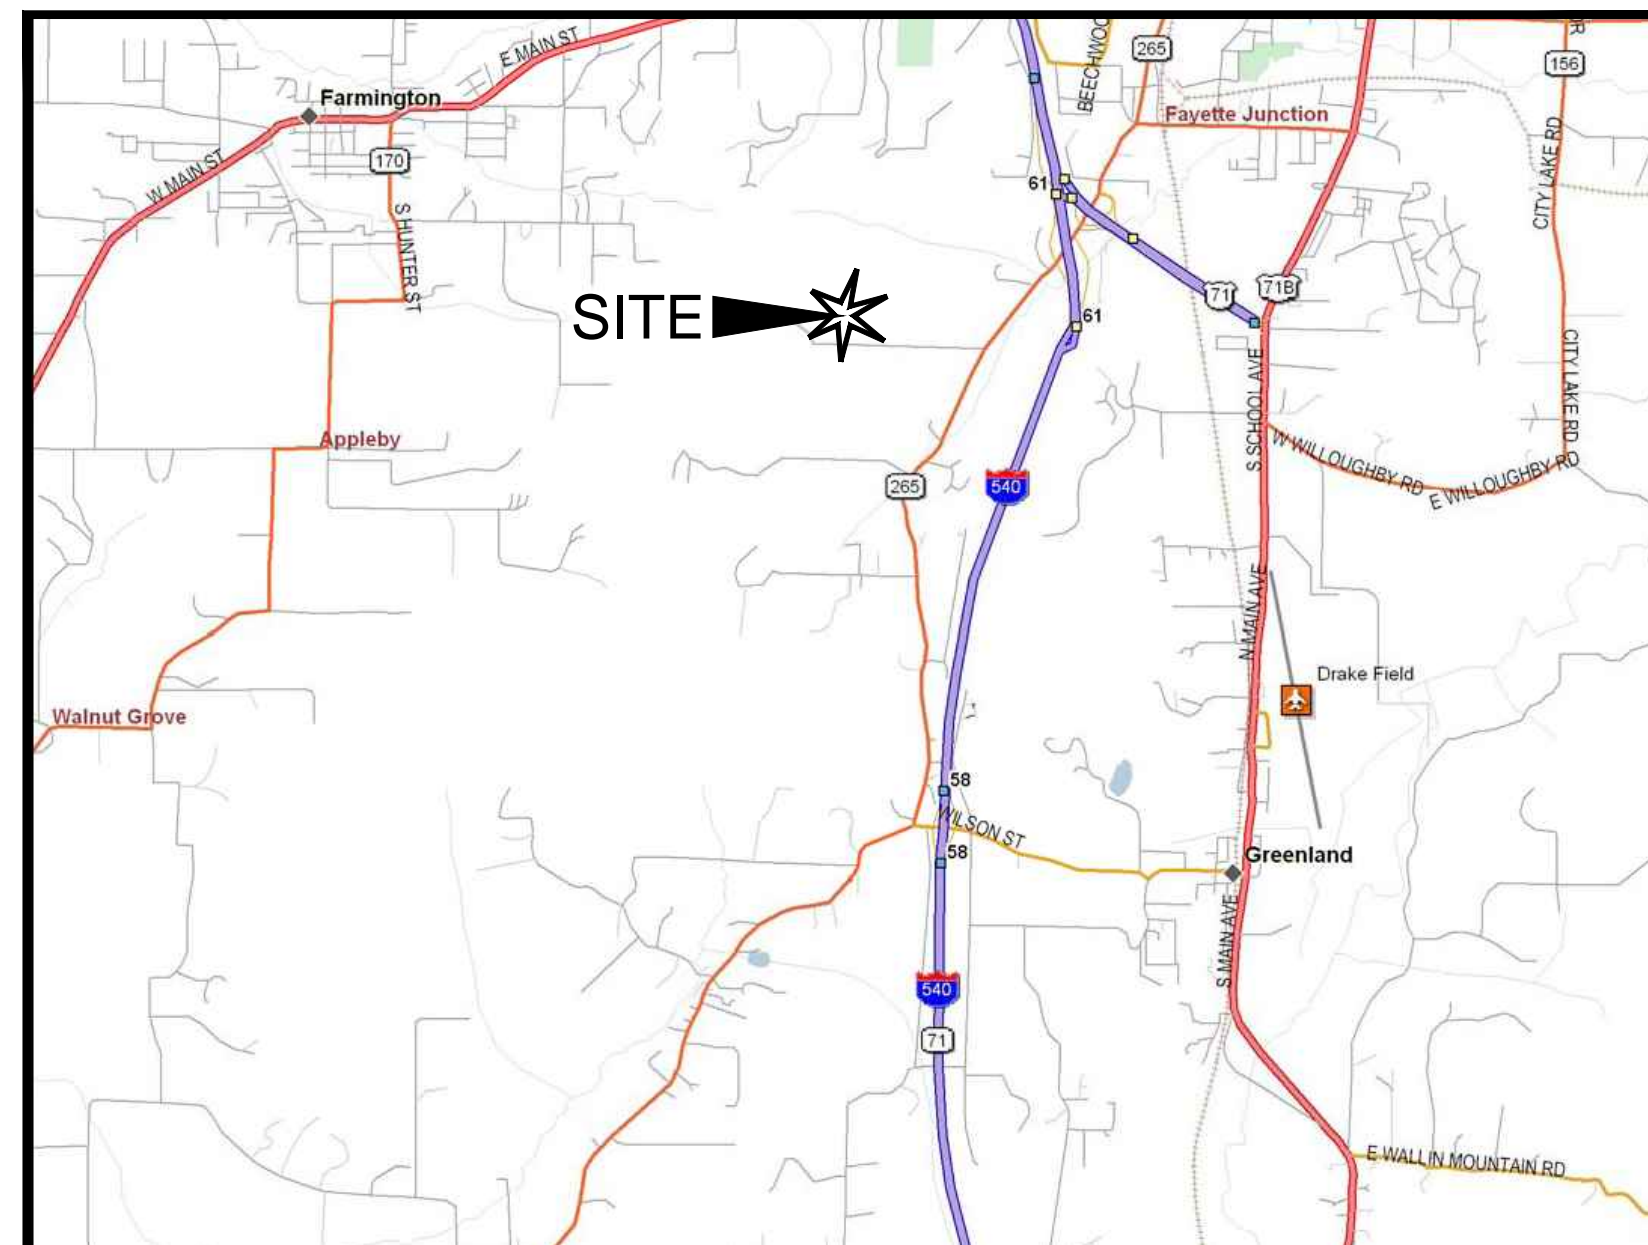 E MAIN ST
BEECHWOO
265
156
Farmington
Fayette Junction
170
W MAIN ST
CITY LAKE RD
61
S HUNTER ST
71
71B
SITE
61
S SCHOOL AVE
CITY LAKE RD
Appleby
W WILLOUGHBY RD
E WILLOUGHBY RD
265
540
N MAIN AVE
Drake Field
Walnut Grove
58
WILSON ST
58
Greenland
S MAIN AVE
540
71
E WALLIN MOUNTAIN RD